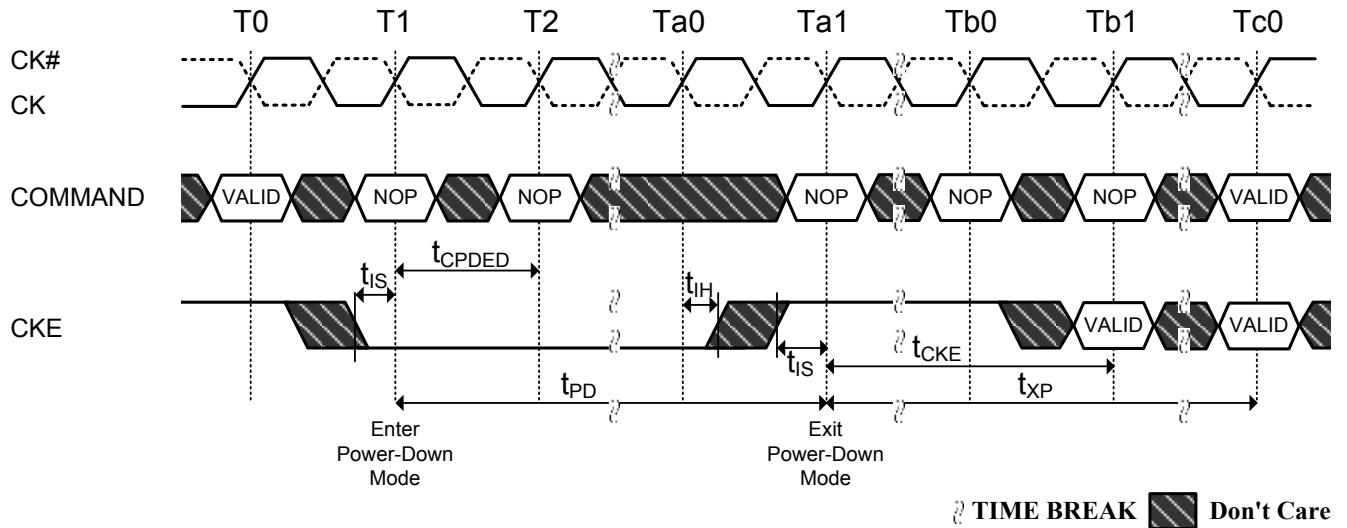 T0 T1 T2 Ta0 Ta1 Tb0 Tb1 Tc0
CK#
CK
COMMAND VALID NOP NOP NOP NOP NOP VALID
tCPDED
tIS tIH
CKE VALID VALID
tIS tCKE
tPD tXP
Enter
Power-Down
Mode
Exit
Power-Down
Mode
TIME BREAK Don't Care